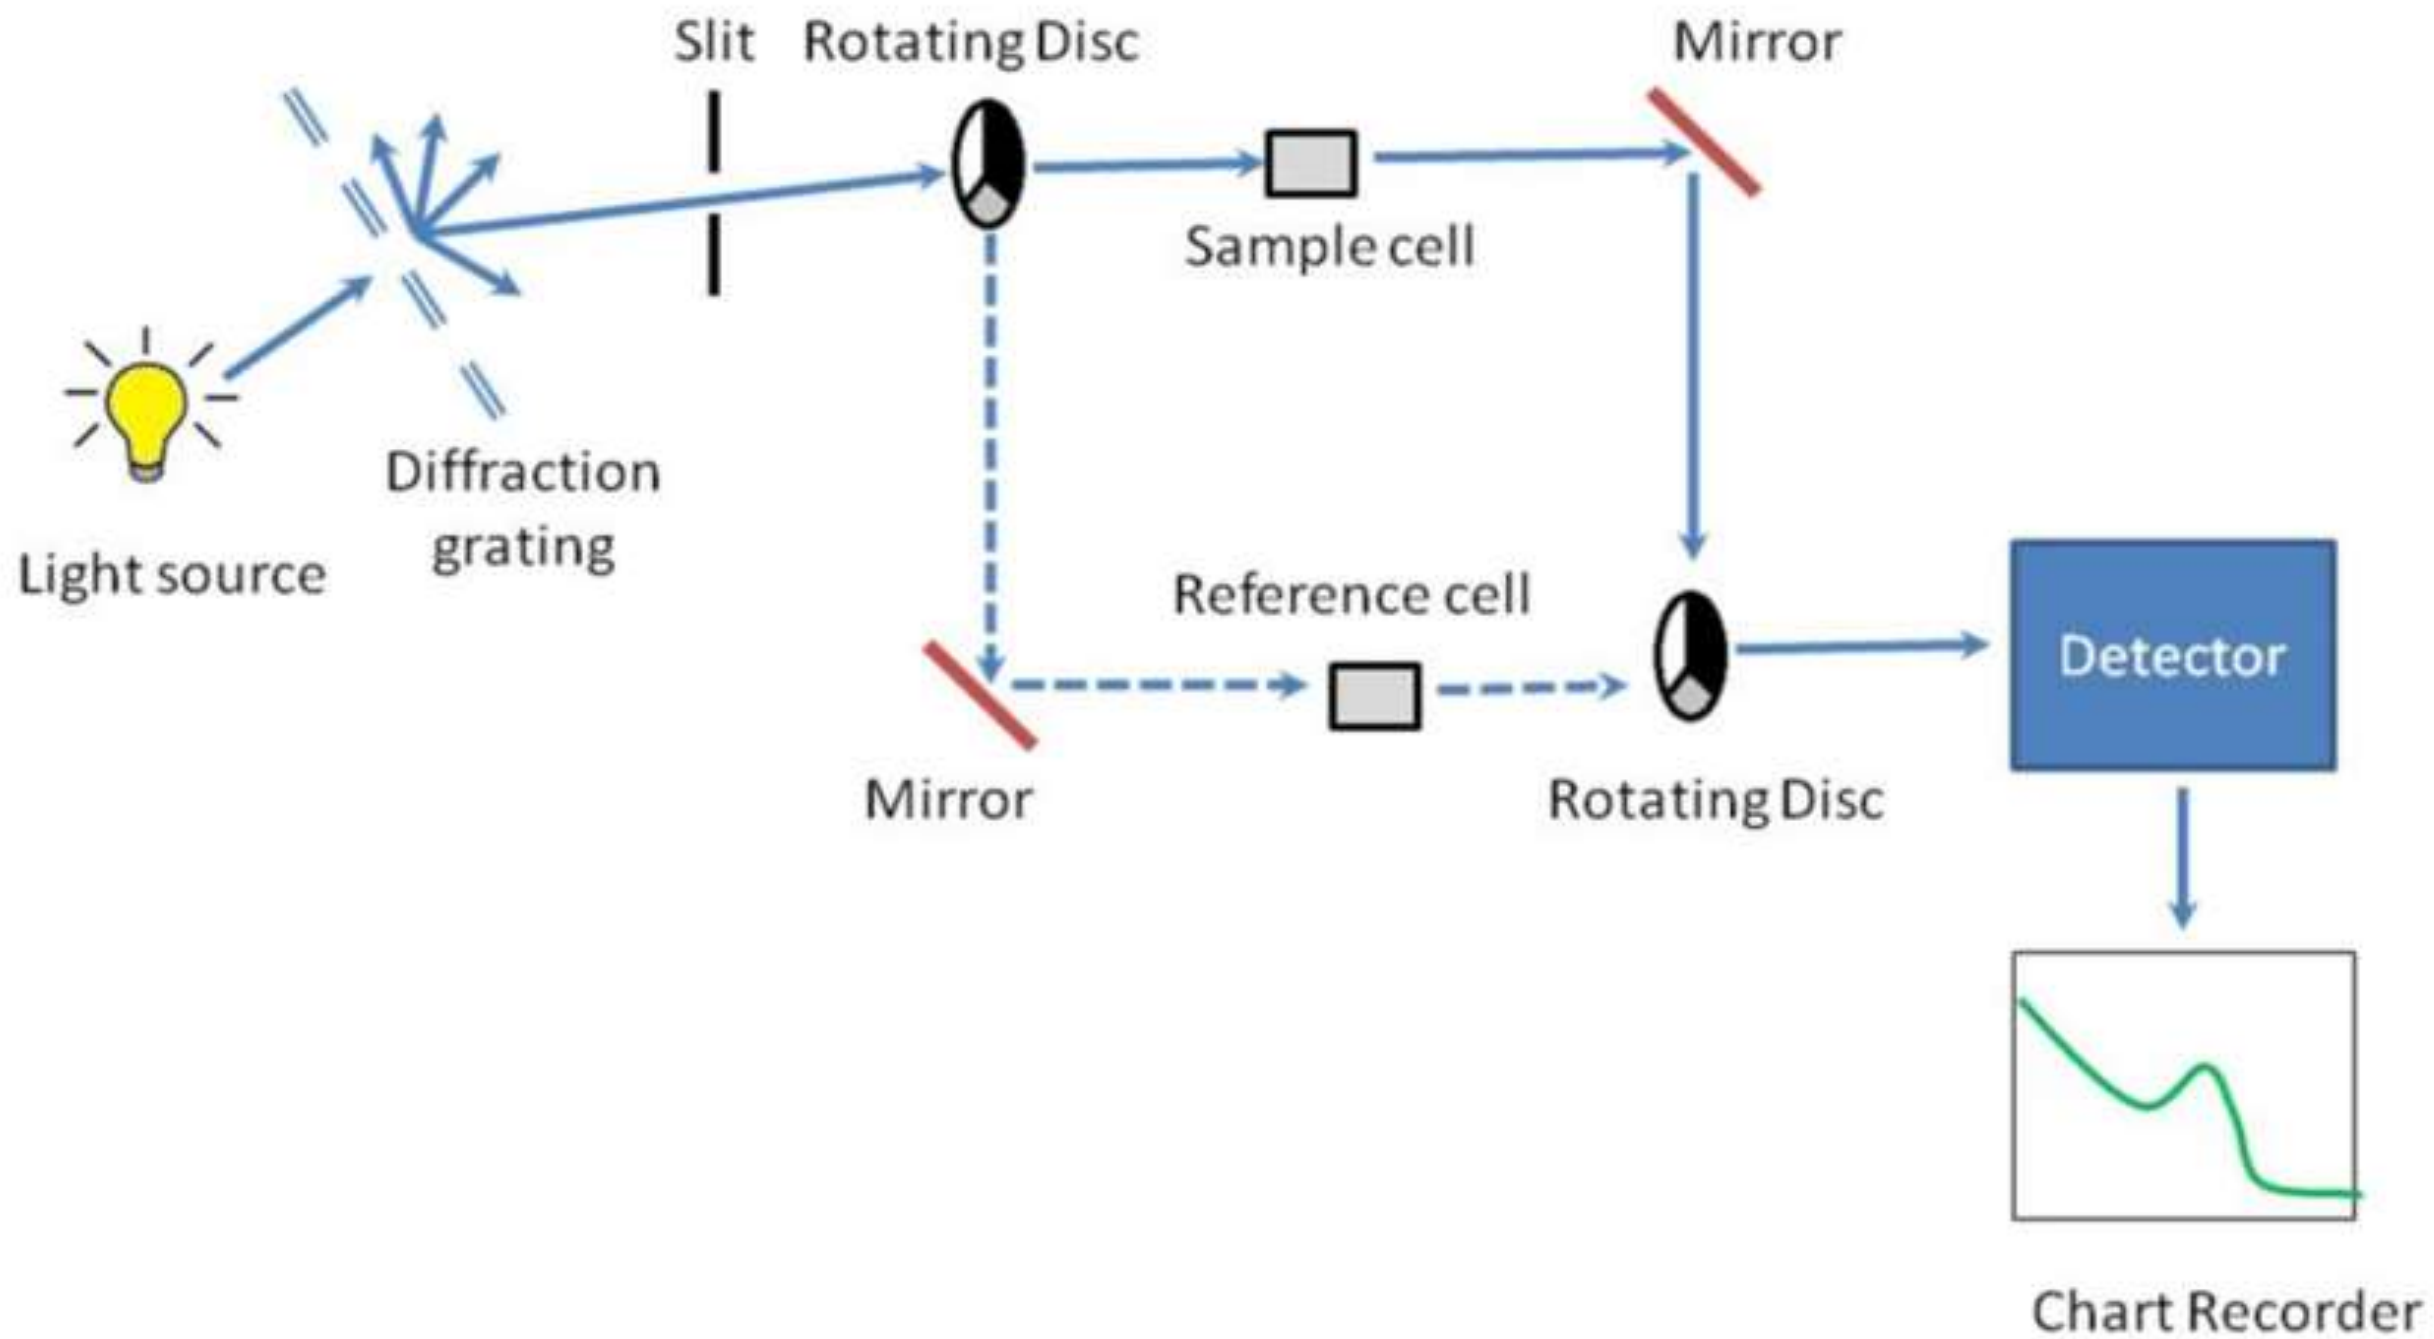 Slit
Rotating Disc
Mirror
Sample cell
Diffraction
grating
Light source
Reference cell
Detector
Mirror
Rotating Disc
Chart Recorder